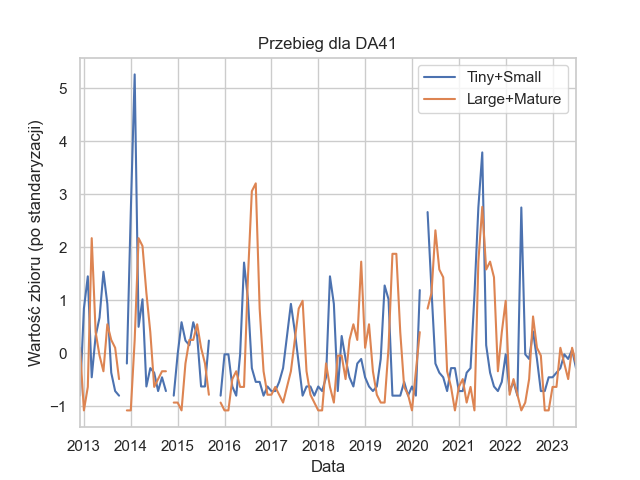 Przebieg dla DA41
Tiny+Small
Large+Mature
Wartość zbioru (po standaryzacji)
5
4
3
2
1
0
−1
2013 2014 2015 2016 2017 2018 2019 2020 2021 2022 2023
Data